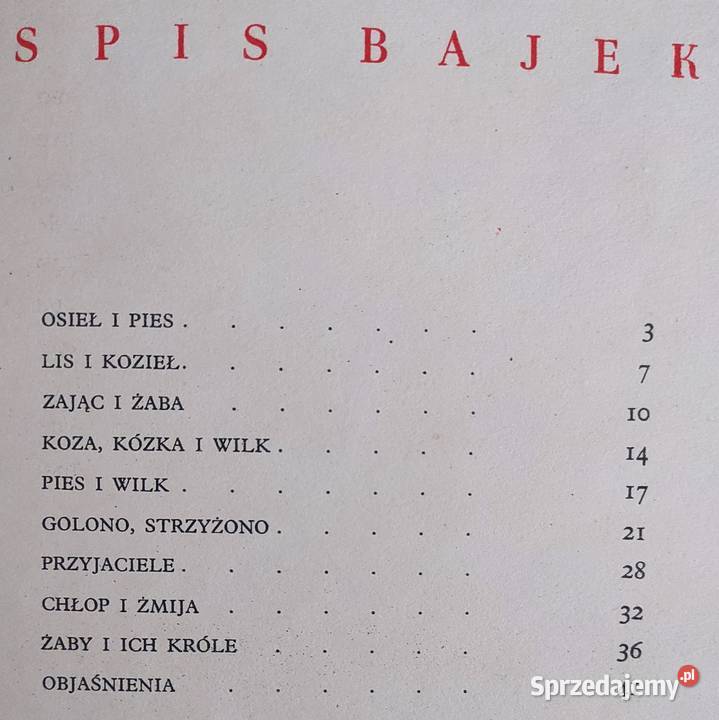 SPIS BAJEK
OSIEŁ I PIES . . . . . . . 3
LIS I KOZIEŁ. . . . . . . 7
ZAJĄC I ŻABA . . . . . . 10
KOZA, KÓZKA I WILK . . . . . 14
PIES I WILK . . . . . . . 17
GOLONO, STRZYŻONO . . . . . 21
PRZYJACIELE . . . . . . . 28
CHŁOP I ŻMIJA . . . . . . 32
ŻABY I ICH KRÓLE . . . . . 36
OBJAŚNIENIA . . . . . .
Sprzedajemy.pl